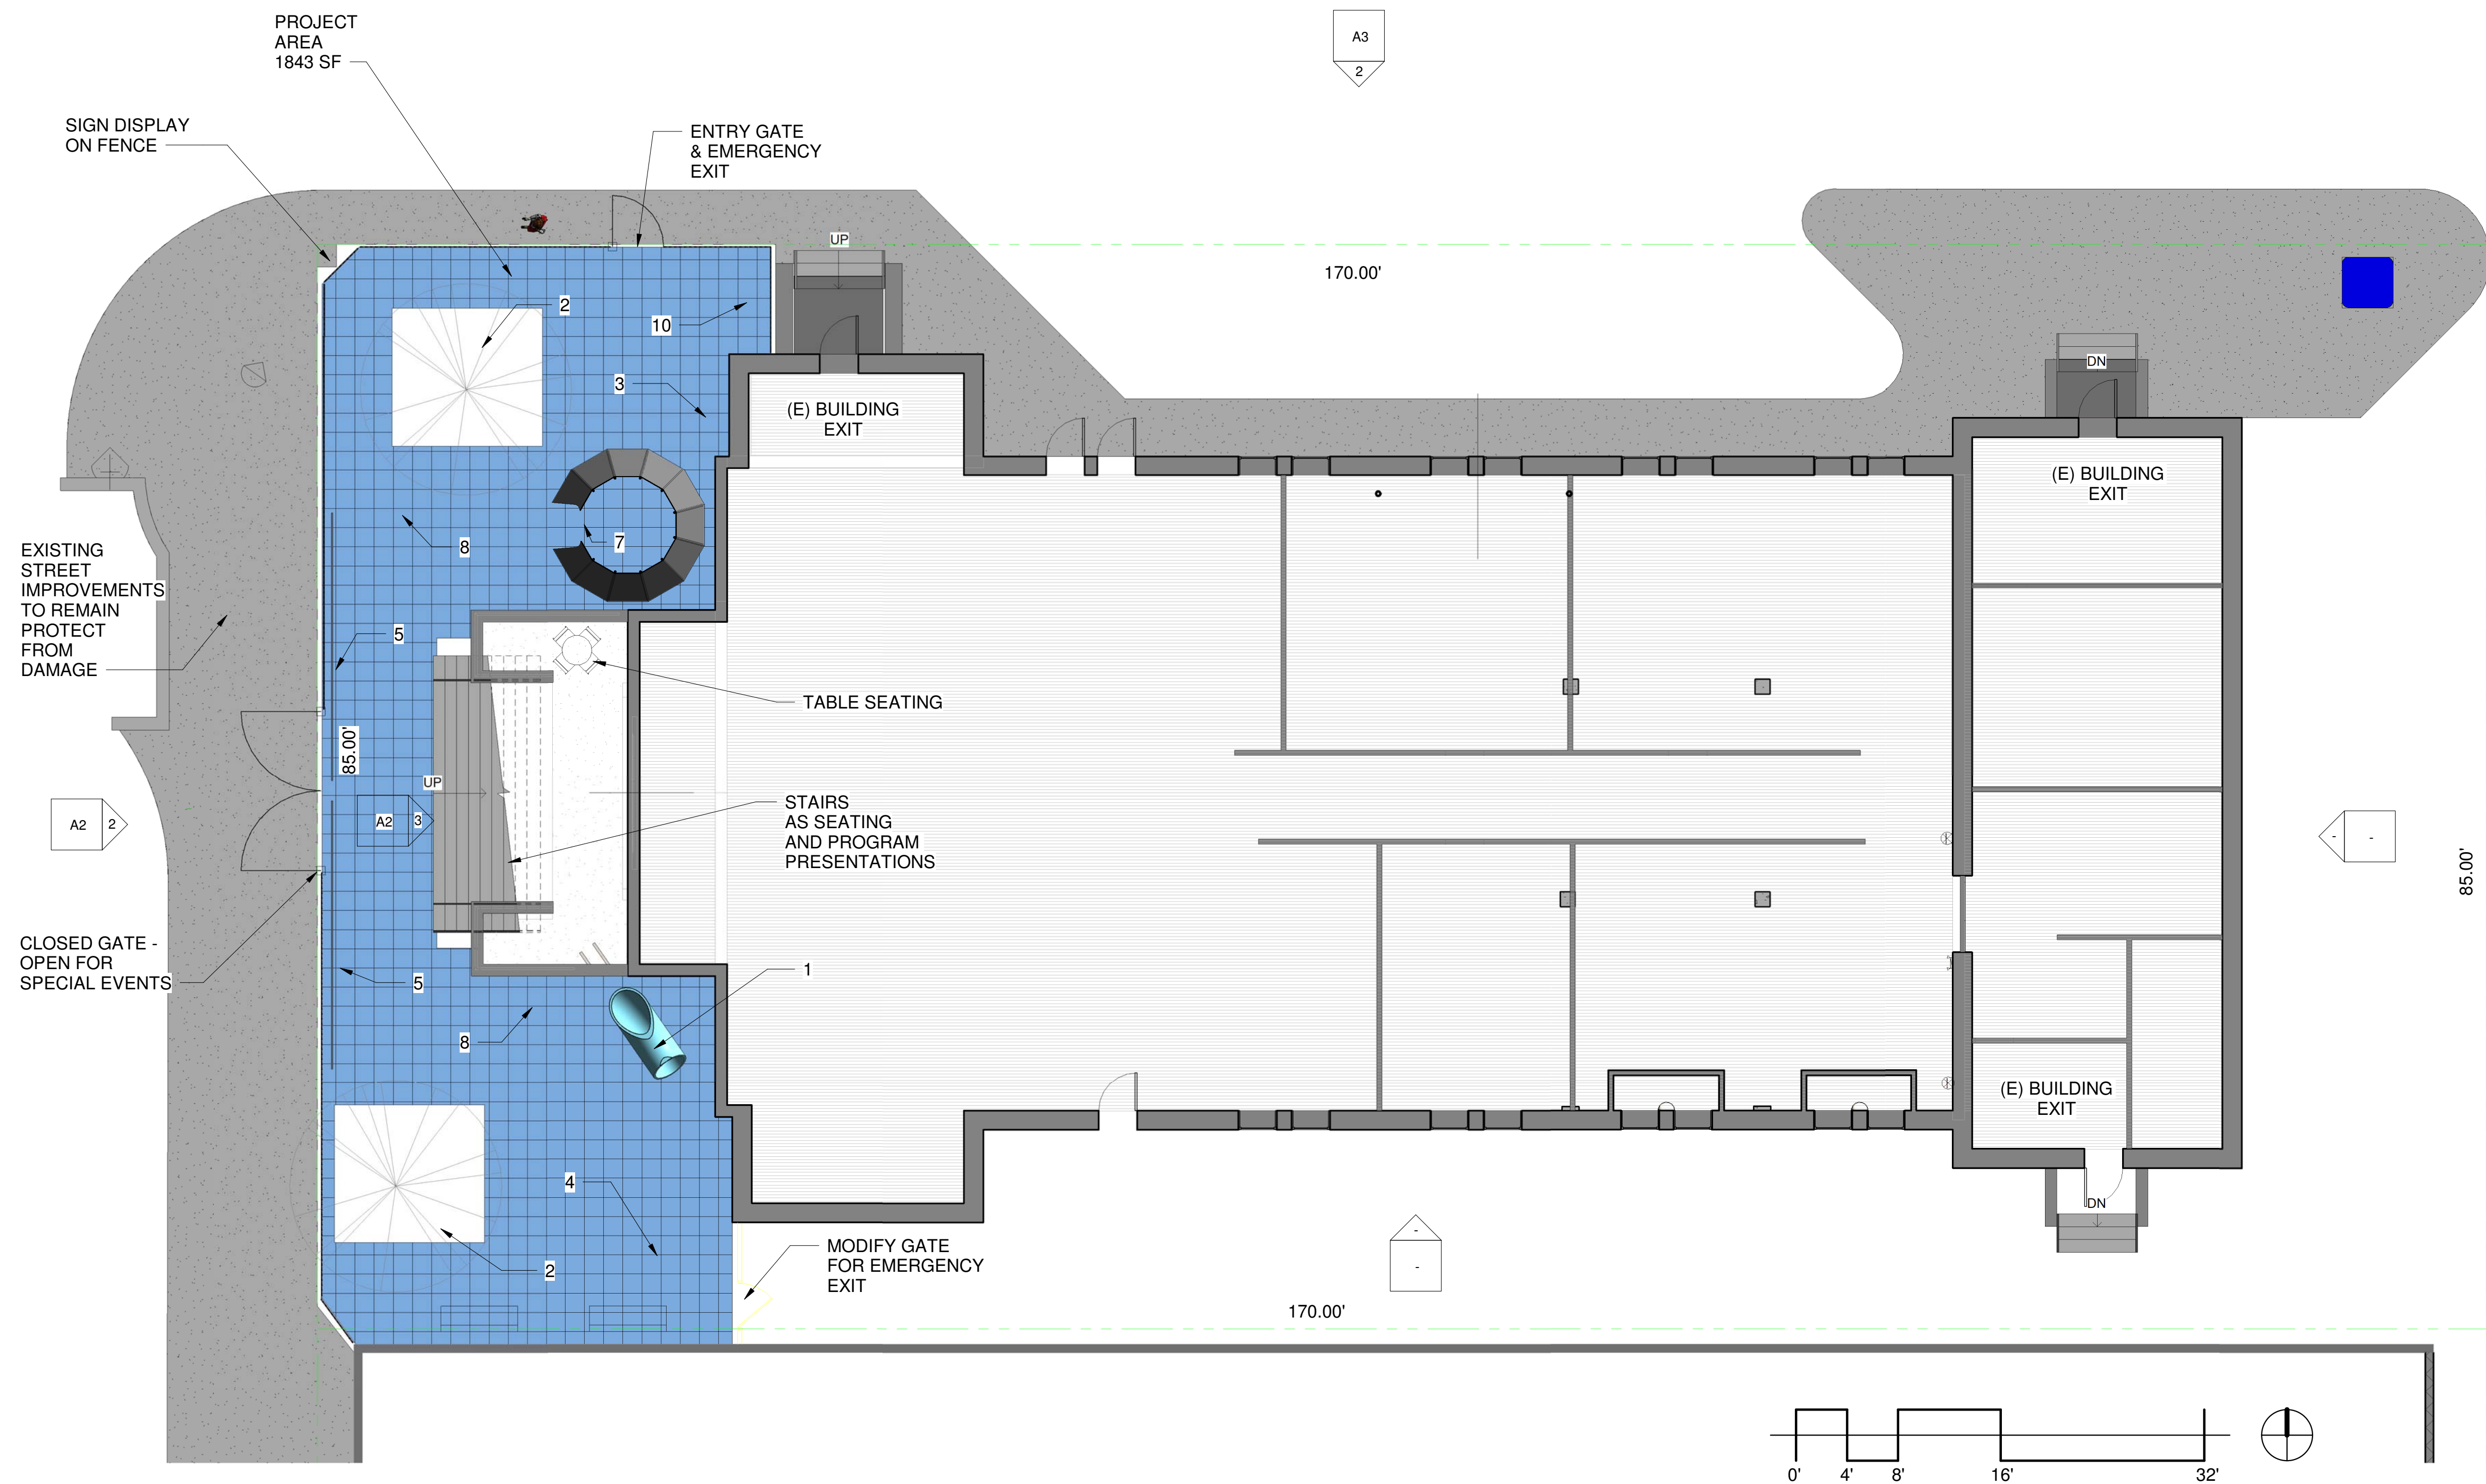 PROJECT
AREA
1843 SF
A3
2
SIGN DISPLAY
ON FENCE
ENTRY GATE
& EMERGENCY
EXIT
UP
170.00'
2
10
3
DN
(E) BUILDING
EXIT
(E) BUILDING
EXIT
8
7
EXISTING
STREET
IMPROVEMENTS
TO REMAIN
PROTECT
FROM
DAMAGE
5
TABLE SEATING
85.00'
UP
A2
2
A2
3
STAIRS
AS SEATING
AND PROGRAM
PRESENTATIONS
-
-
85.00'
CLOSED GATE -
OPEN FOR
SPECIAL EVENTS
5
1
8
(E) BUILDING
EXIT
4
DN
2
MODIFY GATE
FOR EMERGENCY
EXIT
-
-
170.00'
0'
4'
8'
16'
32'